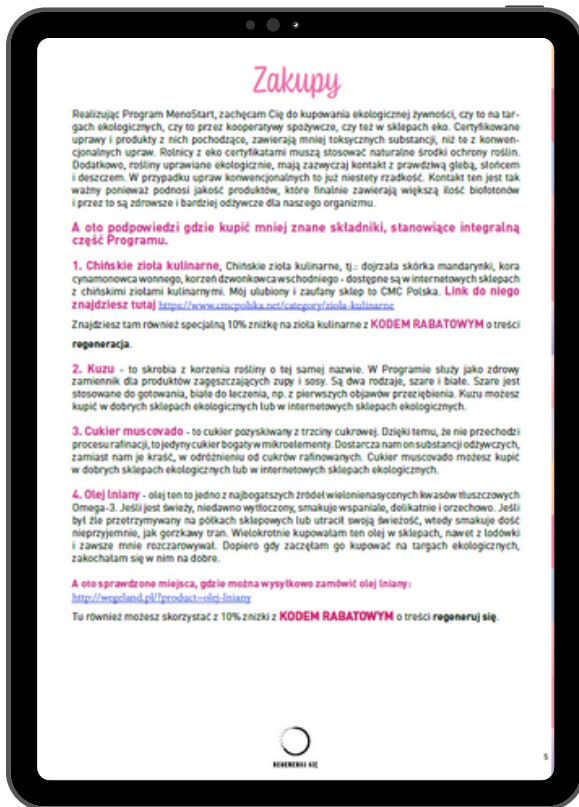 Zakupy
Realizując Program MenoStart, zachęcam Cię do kupowania ekologicznej żywności, czy to na tar-
gach ekologicznych, czy to przez kooperatywy spożywcze, czy też w sklepach eko. Certyfikowane
uprawy i produkty z nich pochodzące, zawierają mniej toksycznych substancji, niż te z konwen-
cjonalnych upraw. Rolnicy z eko certyfikatami muszą stosować naturalne środki ochrony roślin.
Dodatkowo, rośliny uprawiane ekologicznie, mają zazwyczaj kontakt z prawdziwą glebą, słońcem
i deszczem. W przypadku upraw konwencjonalnych to już niestety rzadkość. Kontakt ten jest tak
ważny ponieważ podnosi jakość produktów, które finalnie zawierają większą ilość biofotonów
i przez to są zdrowsze i bardziej odżywcze dla naszego organizmu.
A oto podpowiedzi gdzie kupić mniej znane składniki, stanowiące integralną
część Programu.
1. Chińskie zioła kulinarne, Chińskie zioła kulinarne, tj.: dojrzała skórka mandarynki, kora
cynamonowca wonnego, korzeń dzwonkowca wschodniego - dostępne są w internetowych sklepach
z chińskimi ziołami kulinarnymi. Mój ulubiony i zaufany sklep to CMC Polska. Link do niego
znajdziesz tutaj https://www.cmcpolska.net/category/ziola-kulinarne
Znajdziesz tam również specjalną 10% zniżkę na zioła kulinarne z KODEM RABATOWYM o treści
regeneracja.
2. Kuzu - to skrobia z korzenia rośliny o tej samej nazwie. W Programie służy jako zdrowy
zamiennik dla produktów zagęszczających zupy i sosy. Są dwa rodzaje, szare i białe. Szare jest
stosowane do gotowania, białe do leczenia, np. z pierwszych objawów przeziębienia. Kuzu możesz
kupić w dobrych sklepach ekologicznych lub w internetowych sklepach ekologicznych.
3. Cukier muscovado - to cukier pozyskiwany z trzciny cukrowej. Dzięki temu, że nie przechodzi
procesu rafinacji, to jedyny cukier bogaty w mikroelementy. Dostarcza nam on substancji odżywczych,
zamiast nam je kraść, w odróżnieniu od cukrów rafinowanych. Cukier muscovado możesz kupić
w dobrych sklepach ekologicznych lub w internetowych sklepach ekologicznych.
4. Olej lniany - olej ten to jedno z najbogatszych źródeł wielonienasyconych kwasów tłuszczowych
Omega-3. Jeśli jest świeży, niedawno wytłoczony, smakuje wspaniale, delikatnie i orzechowo. Jeśli
był źle przetrzymywany na półkach sklepowych lub utracił swoją świeżość, wtedy smakuje dość
nieprzyjemnie, jak gorzkawy tran. Wielokrotnie kupowałam ten olej w sklepach, nawet z lodówki
i zawsze mnie rozczarowywał. Dopiero gdy zaczęłam go kupować na targach ekologicznych,
zakochałam się w nim na dobre.
A oto sprawdzone miejsca, gdzie można wysyłkowo zamówić olej lniany:
http://wegeland.pl/?product=olej-lniany
Tu również możesz skorzystać z 10% zniżki z KODEM RABATOWYM o treści regeneruj się.
REGENERUJ SIĘ
5